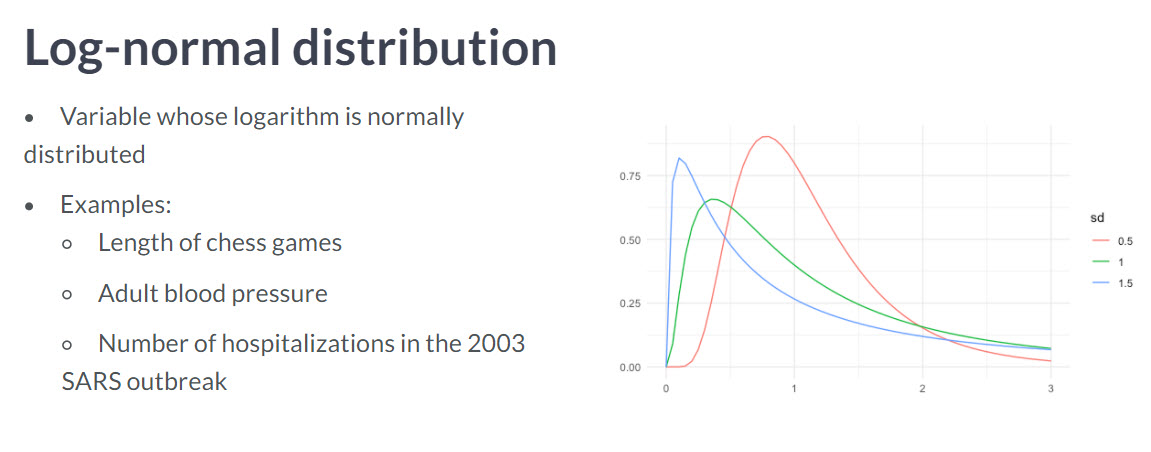 Log-normal distribution
• Variable whose logarithm is normally
distributed
• Examples:
○ Length of chess games
○ Adult blood pressure
○ Number of hospitalizations in the 2003
SARS outbreak
0.75
0.50
0.25
0.00
0 1 2 3
sd
0.5
1
1.5